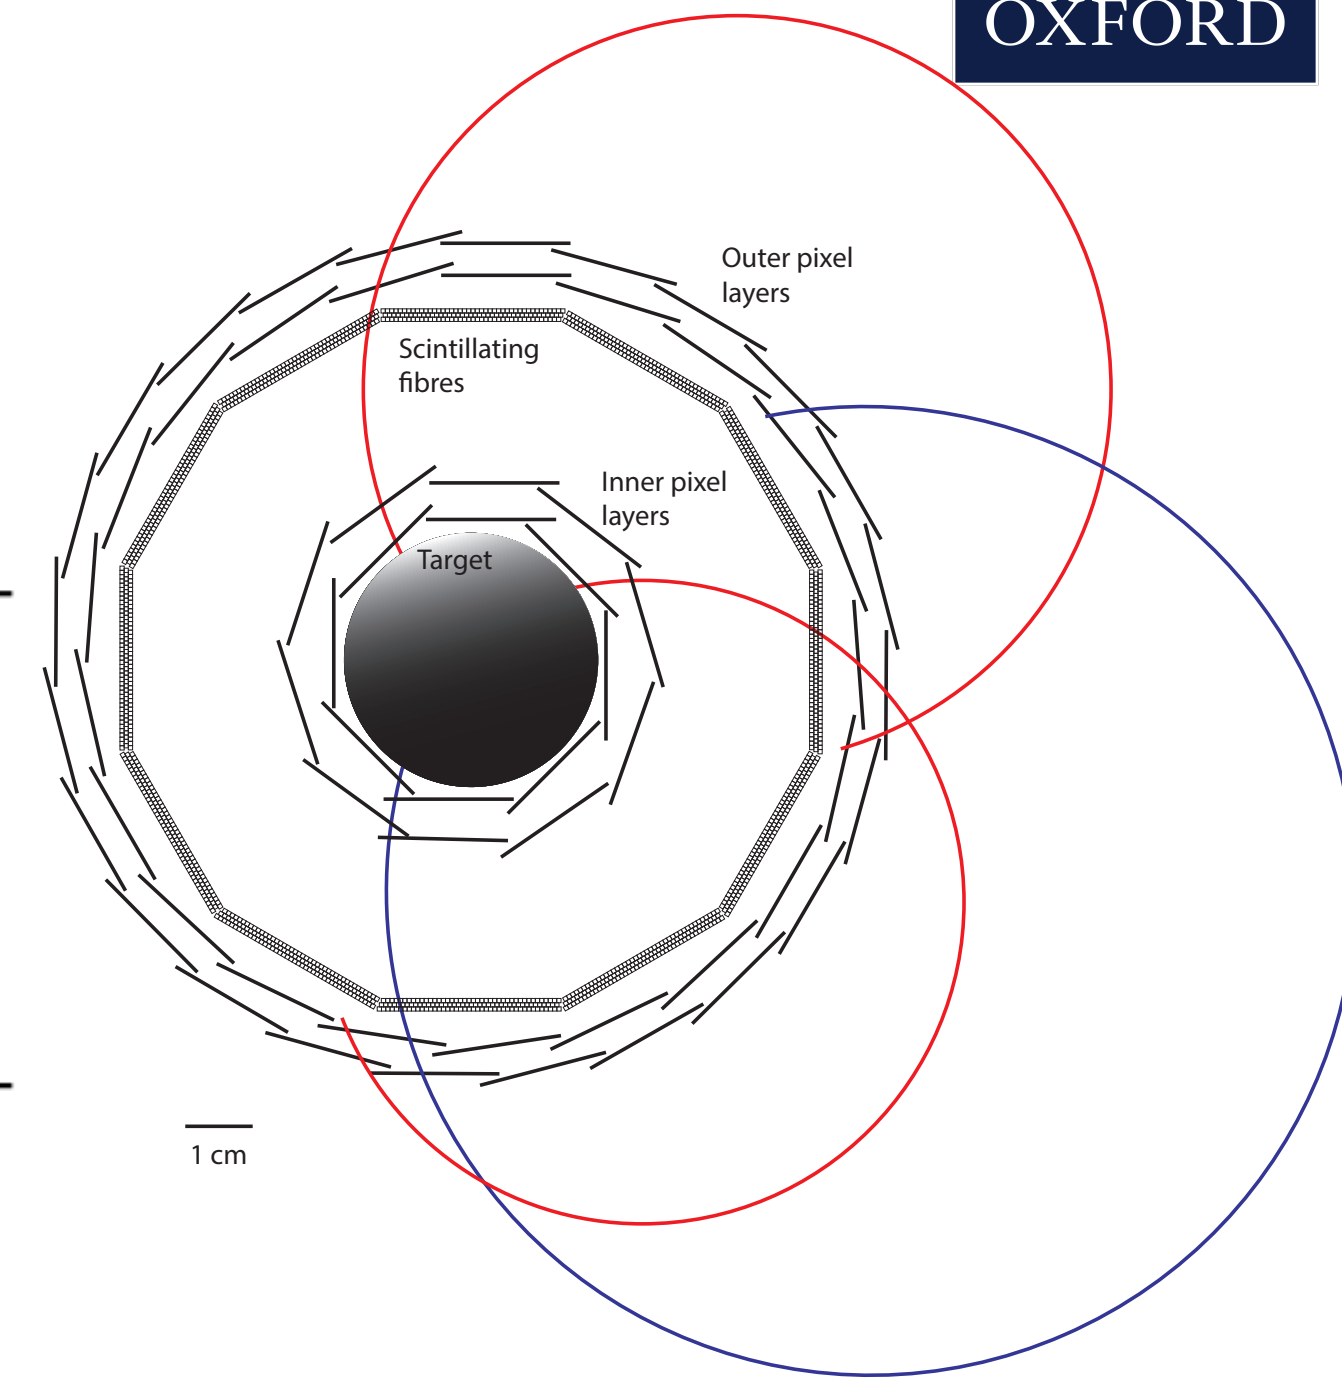 OXFORD
Outer pixel
layers
Scintillating
fibres
Inner pixel
layers
Target
1 cm